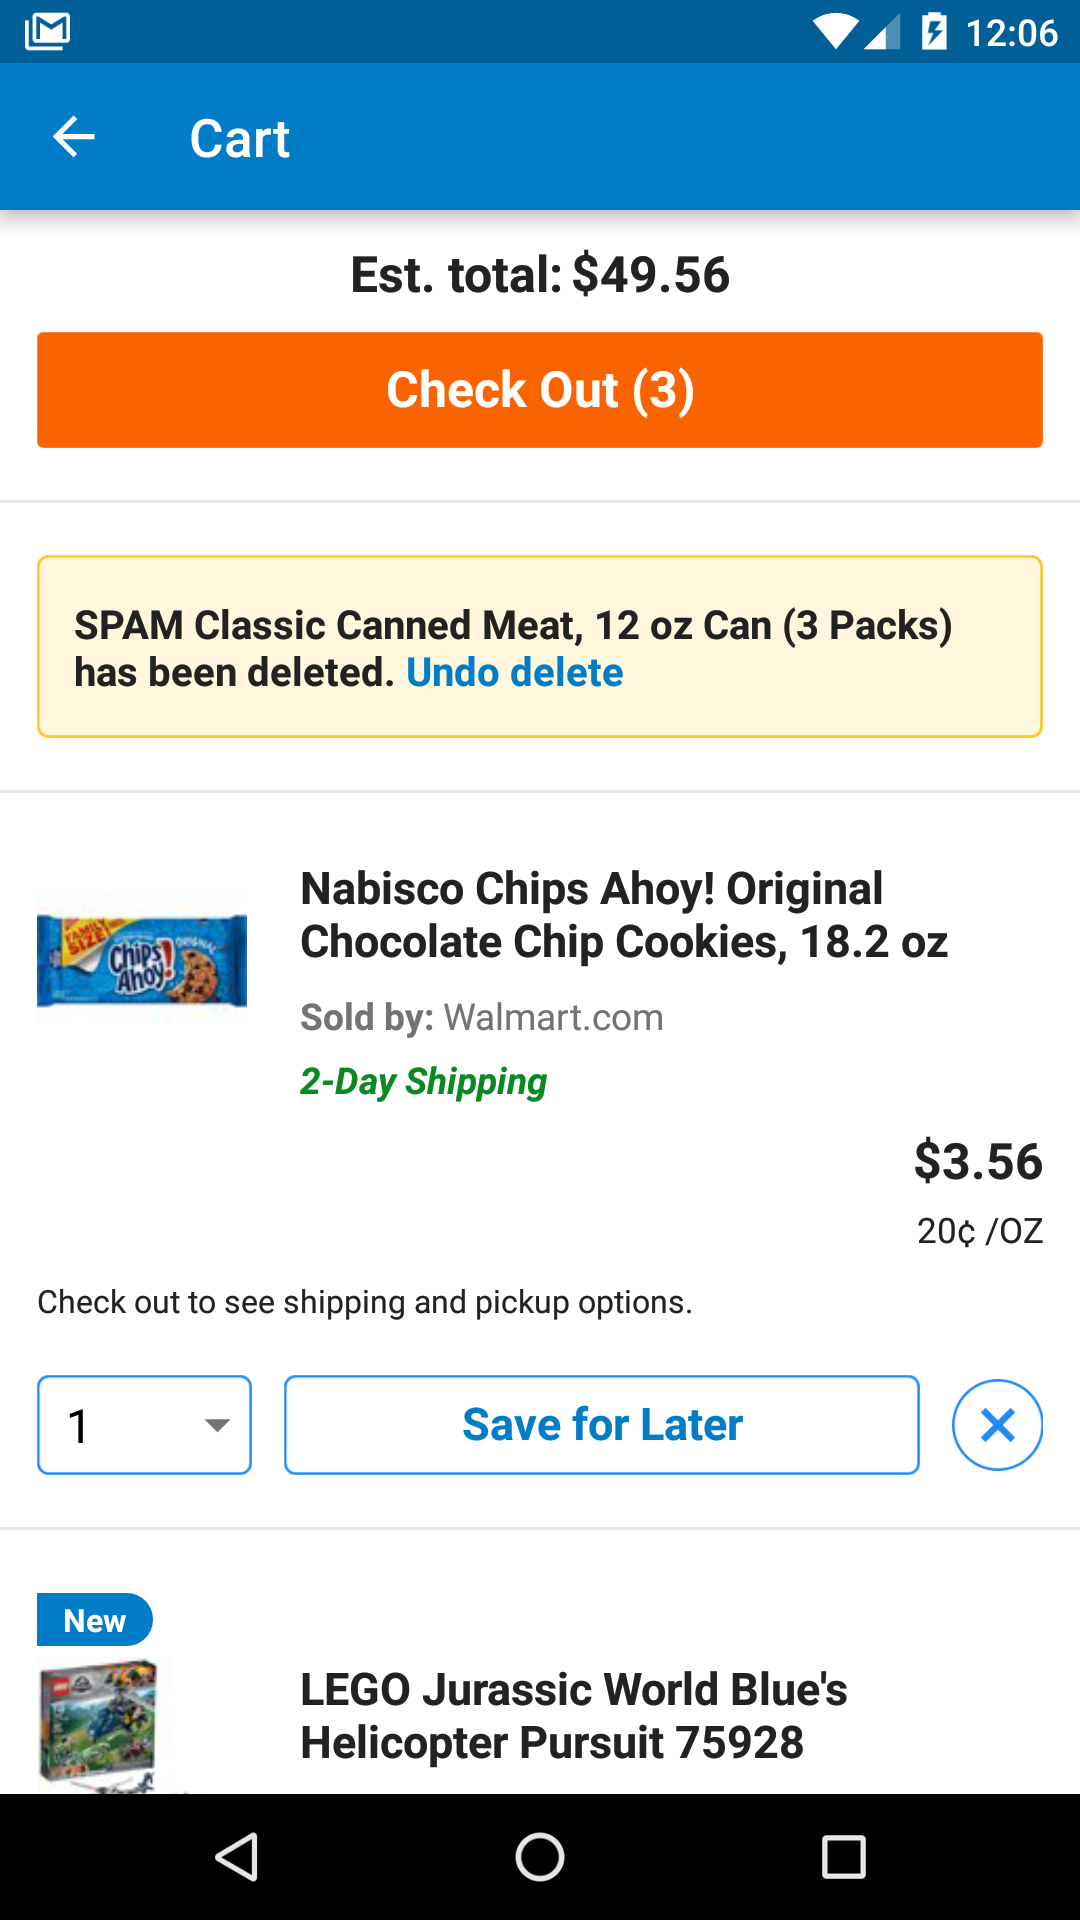 12:06
Cart
Est. total: $49.56
Check Out (3)
SPAM Classic Canned Meat, 12 oz Can (3 Packs)
has been deleted. Undo delete
Nabisco Chips Ahoy! Original
Chocolate Chip Cookies, 18.2 oz
FAMILY
SIZE!
Chips
Ahoy!
ORIGINAL
Sold by: Walmart.com
2-Day Shipping
$3.56
20¢ /OZ
Check out to see shipping and pickup options.
1
Save for Later
New
LEGO Jurassic World Blue's
Helicopter Pursuit 75928